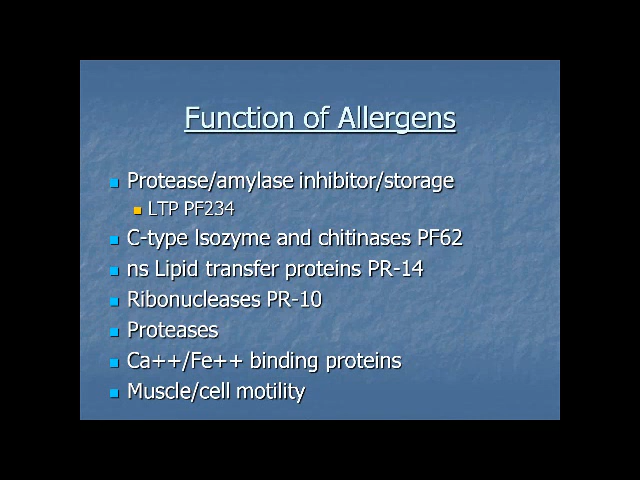 Function of Allergens
Protease/amylase inhibitor/storage
LTP PF234
C-type lsozyme and chitinases PF62
ns Lipid transfer proteins PR-14
Ribonucleases PR-10
Proteases
Ca++/Fe++ binding proteins
Muscle/cell motility